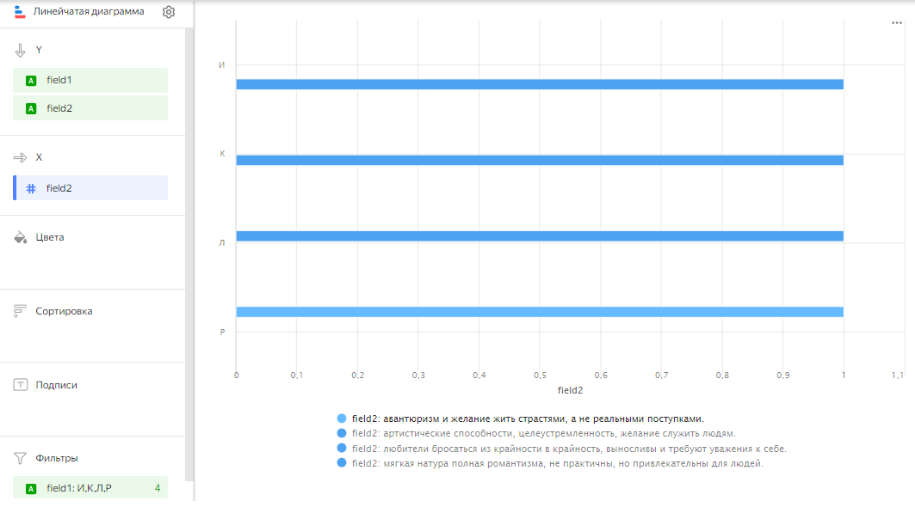 Линейчатая диаграмма
Y
A field1
A field2
X
# field2
Цвета
Сортировка
Подписи
Фильтры
A field1: И,К,Л,Р 4
...
И
К
Л
Р
0 0,1 0,2 0,3 0,4 0,5 0,6 0,7 0,8 0,9 1 1,1
field2
field2: авантюризм и желание жить страстями, а не реальными поступками.
field2: артистические способности, целеустремленность, желание служить людям.
field2: любители бросаться из крайности в крайность, выносливы и требуют уважения к себе.
field2: мягкая натура полная романтизма, не практичны, но привлекательны для людей.